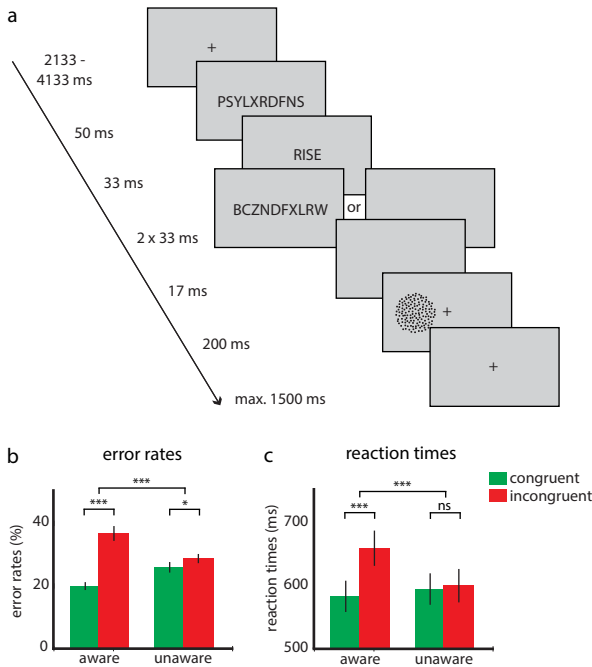 a
2133 -
4133 ms
+
PSYLXRDFNS
50 ms
RISE
33 ms
BCZNDFXLRW or
2 x 33 ms
17 ms
+
200 ms
+
max. 1500 ms
b error rates
***
***
*
40
20
0
error rates (%)
aware unaware
c reaction times
congruent
incongruent
***
***
ns
700
600
500
reaction times (ms)
aware unaware